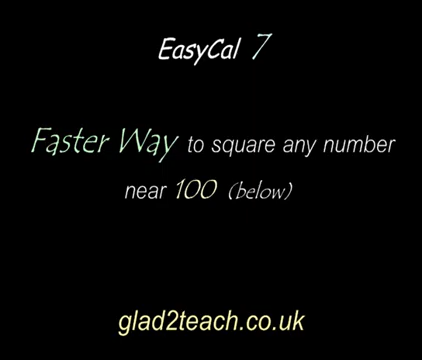 EasyCal 7
Faster Way to square any number
near 100 (below)
glad2teach.co.uk